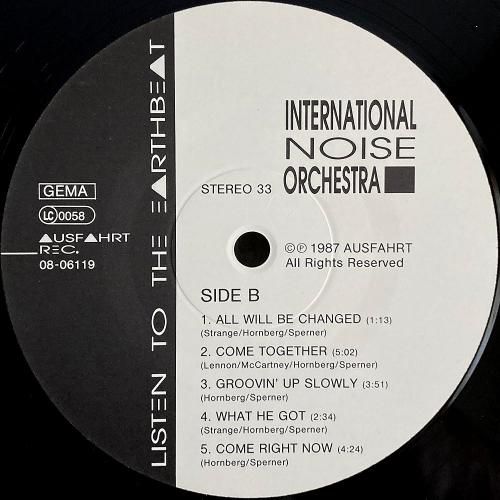 LISTEN TO THE EARTHBEAT
GEMA
LC 0058
AUSFAHRT
REC.
08-06119
INTERNATIONAL
NOISE
ORCHESTRA
STEREO 33
©℗ 1987 AUSFAHRT
All Rights Reserved
SIDE B
1. ALL WILL BE CHANGED (1:13)
(Strange/Hornberg/Sperner)
2. COME TOGETHER (5:02)
(Lennon/McCartney/Hornberg/Sperner)
3. GROOVIN' UP SLOWLY (3:51)
(Hornberg/Sperner)
4. WHAT HE GOT (2:34)
(Strange/Hornberg/Sperner)
5. COME RIGHT NOW (4:24)
(Hornberg/Sperner)